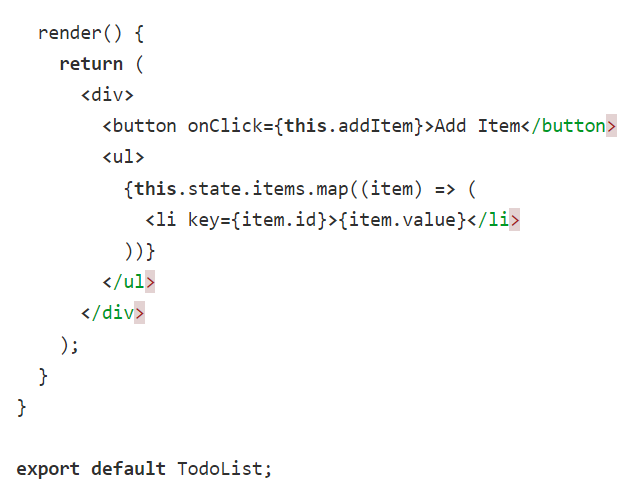 render() {
    return (
      <div>
        <button onClick={this.addItem}>Add Item</button>
        <ul>
          {this.state.items.map((item) => (
            <li key={item.id}>{item.value}</li>
          ))}
        </ul>
      </div>
    );
  }
}
export default TodoList;